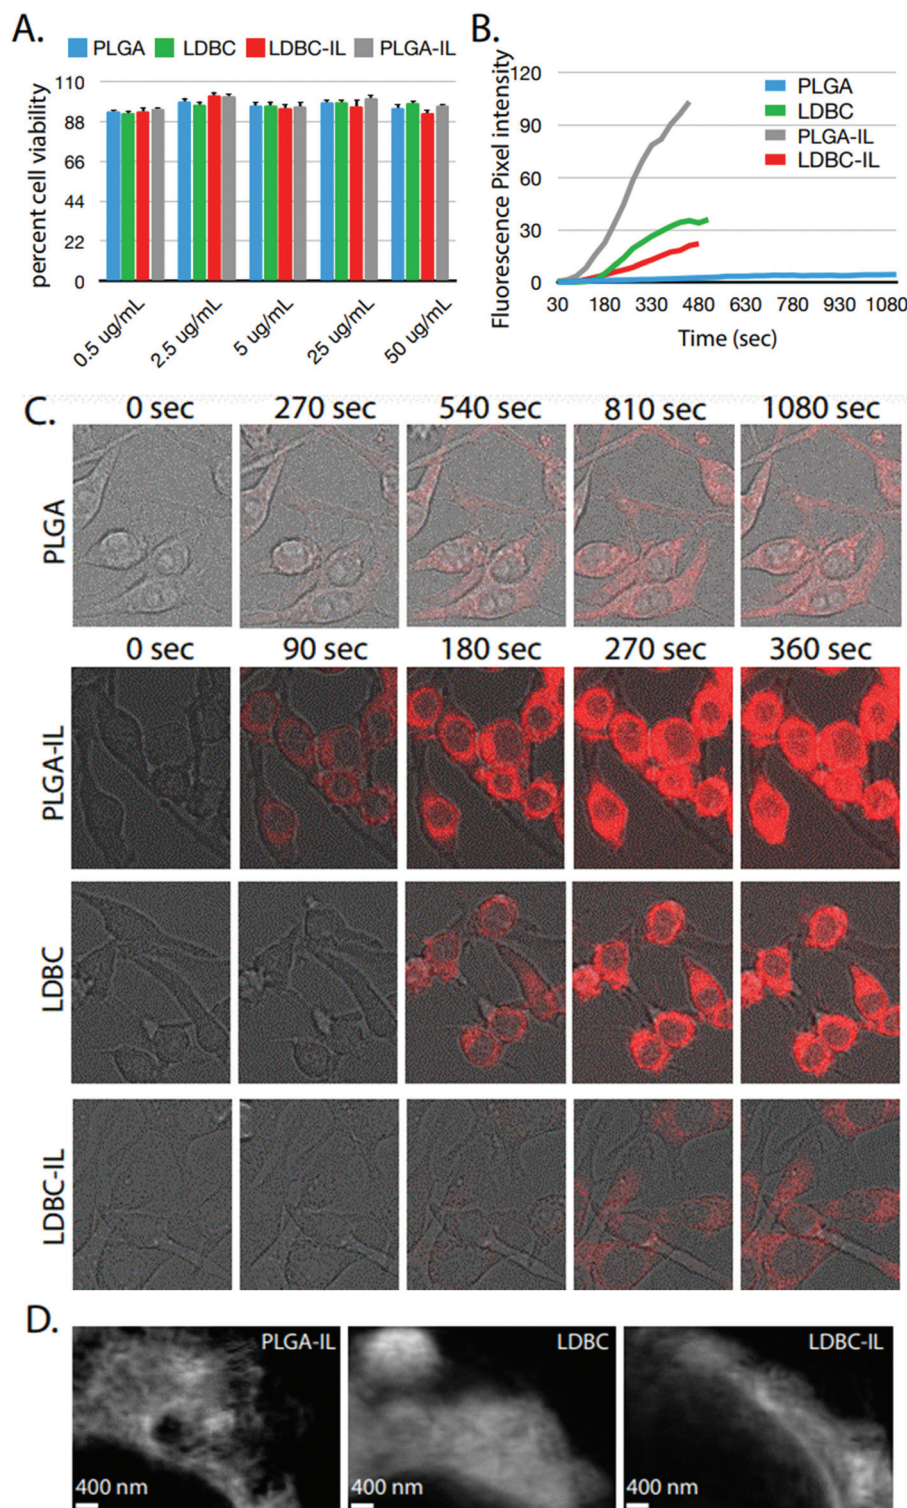 A.
PLGA LDBC LDBC-IL PLGA-IL
percent cell viability
110
88
66
44
22
0
0.5 ug/mL 2.5 ug/mL 5 ug/mL 25 ug/mL 50 ug/mL
B.
Fluorescence Pixel intensity
120
90
60
30
0
PLGA
LDBC
PLGA-IL
LDBC-IL
30 180 330 480 630 780 930 1080
Time (sec)
C.
0 sec 270 sec 540 sec 810 sec 1080 sec
PLGA
0 sec 90 sec 180 sec 270 sec 360 sec
PLGA-IL
LDBC
LDBC-IL
D.
PLGA-IL LDBC LDBC-IL
400 nm 400 nm 400 nm